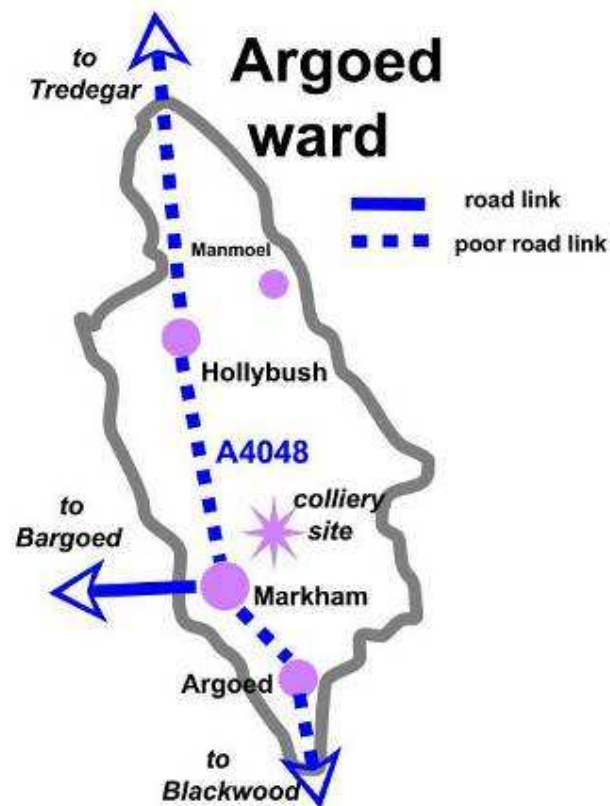 to
Tredegar
Argoed
ward
road link
poor road link
Manmoel
Hollybush
A4048
colliery
site
to
Bargoed
Markham
Argoed
to
Blackwood